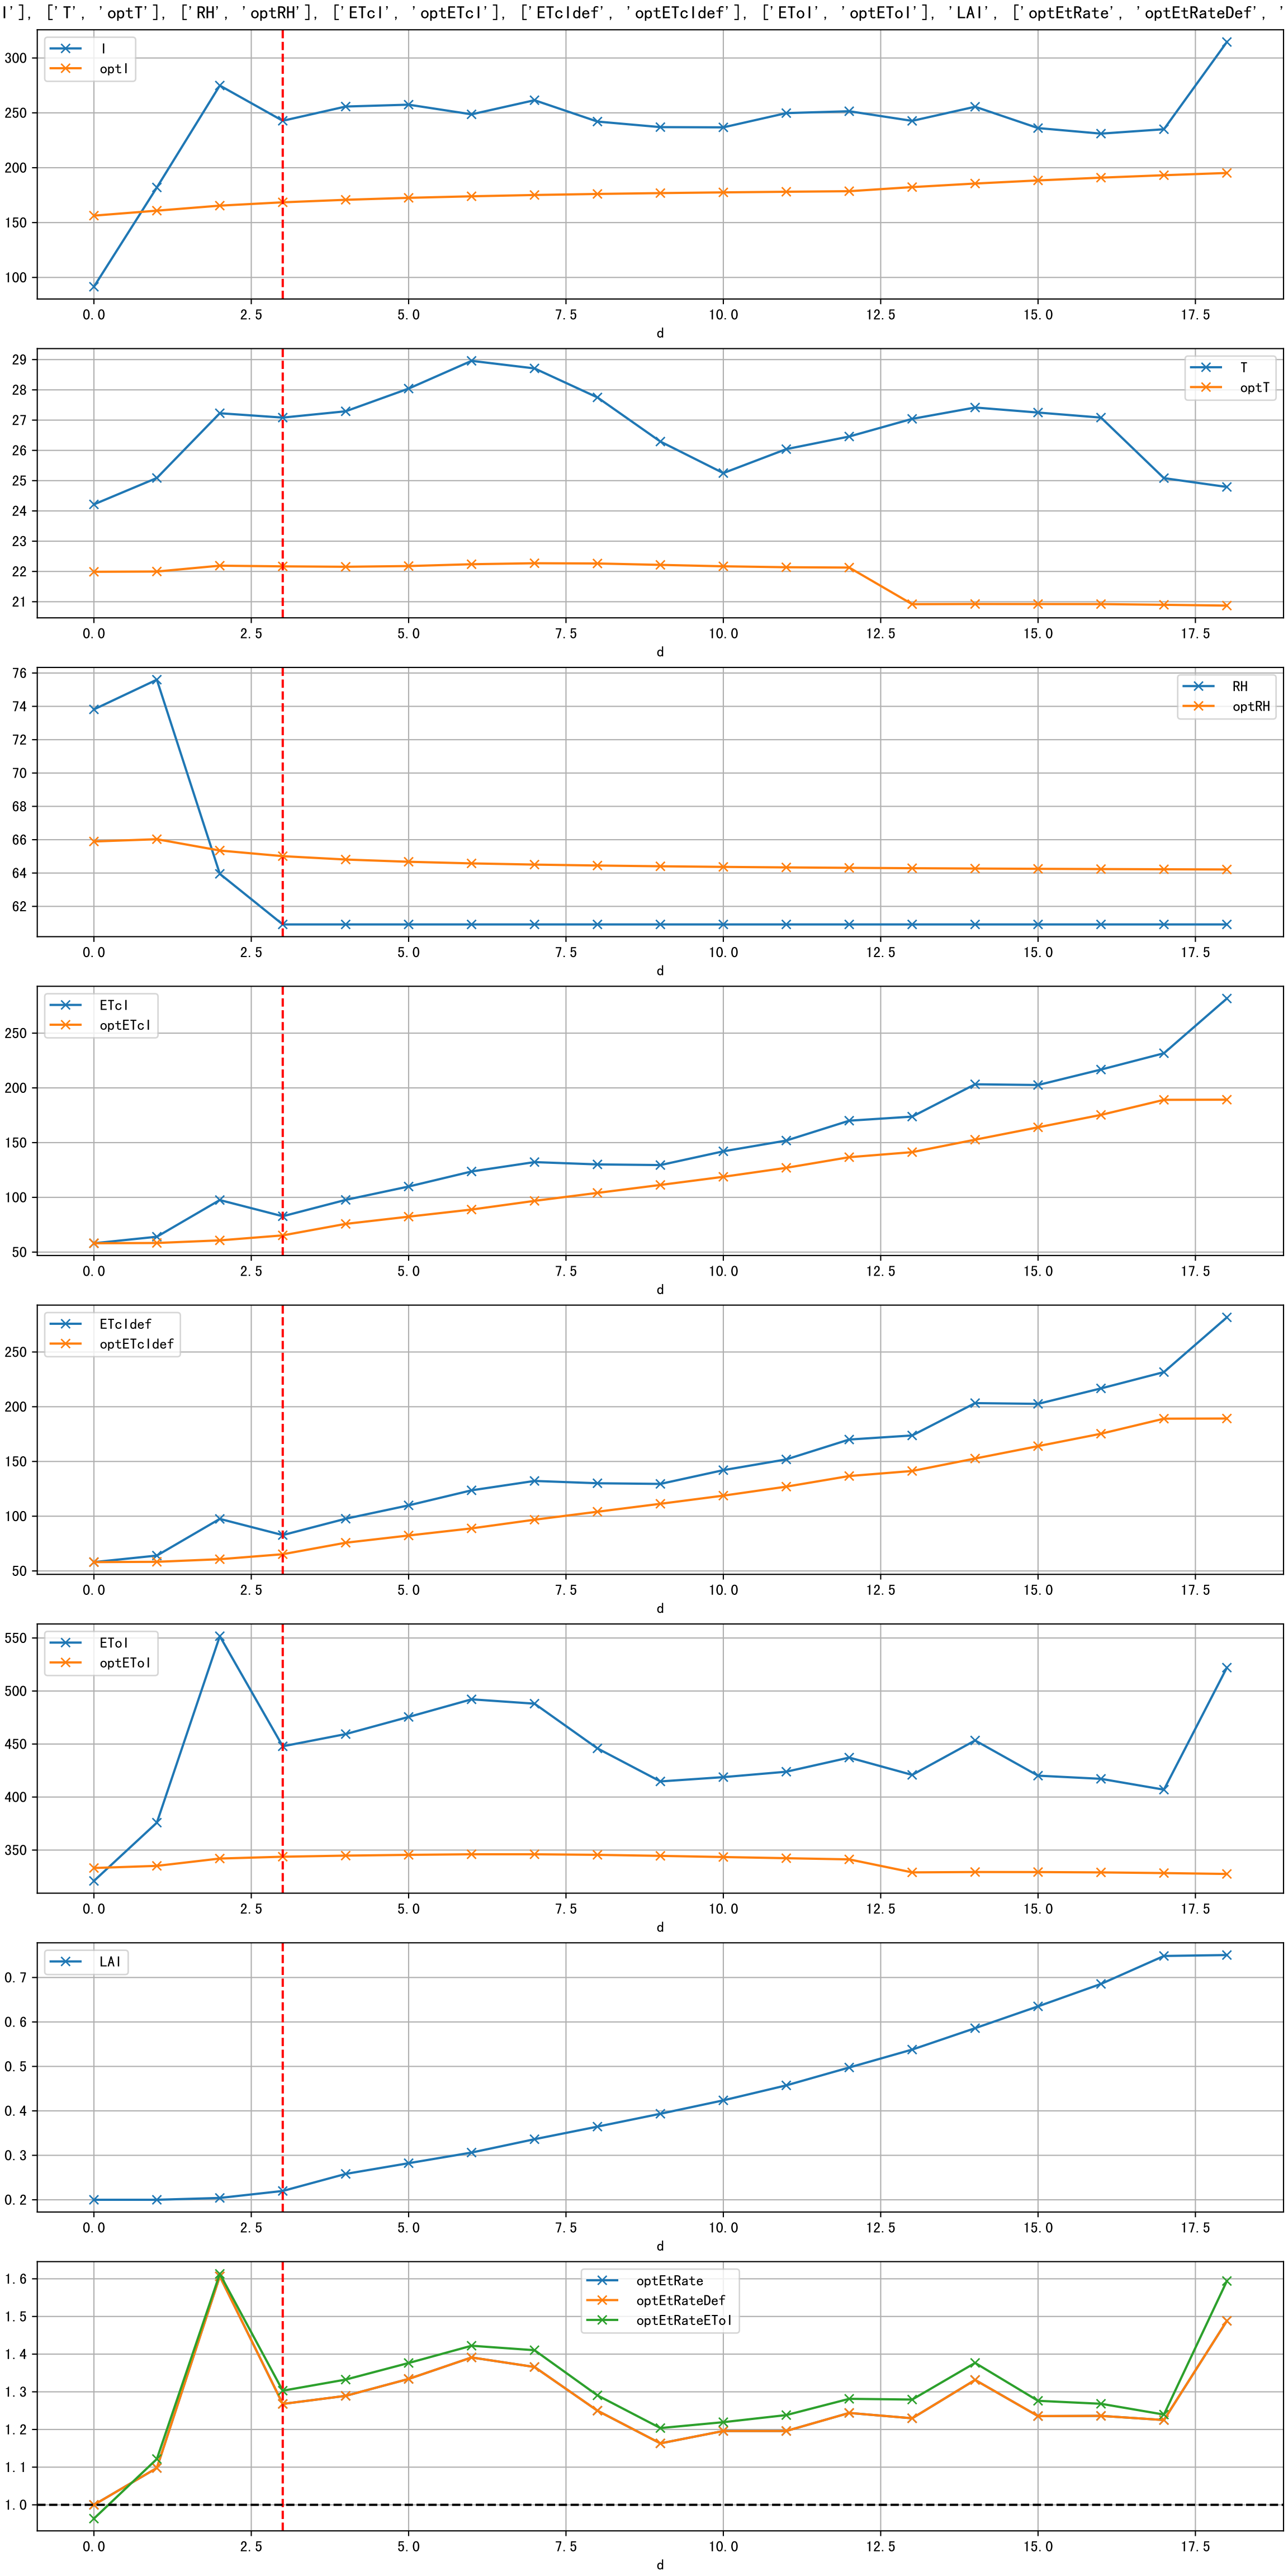 I'], ['T', 'optT'], ['RH', 'optRH'], ['ETcI', 'optETcI'], ['ETcIdef', 'optETcIdef'], ['EToI', 'optEToI'], 'LAI', ['optEtRate', 'optEtRateDef', '
I
optI
300
250
200
150
100
0.0 2.5 5.0 7.5 10.0 12.5 15.0 17.5
d
T
optT
29
28
27
26
25
24
23
22
21
0.0 2.5 5.0 7.5 10.0 12.5 15.0 17.5
d
RH
optRH
76
74
72
70
68
66
64
62
0.0 2.5 5.0 7.5 10.0 12.5 15.0 17.5
d
ETcI
optETcI
250
200
150
100
50
0.0 2.5 5.0 7.5 10.0 12.5 15.0 17.5
d
ETcIdef
optETcIdef
250
200
150
100
50
0.0 2.5 5.0 7.5 10.0 12.5 15.0 17.5
d
EToI
optEToI
550
500
450
400
350
0.0 2.5 5.0 7.5 10.0 12.5 15.0 17.5
d
LAI
0.7
0.6
0.5
0.4
0.3
0.2
0.0 2.5 5.0 7.5 10.0 12.5 15.0 17.5
d
optEtRate
optEtRateDef
optEtRateEToI
1.6
1.5
1.4
1.3
1.2
1.1
1.0
0.0 2.5 5.0 7.5 10.0 12.5 15.0 17.5
d